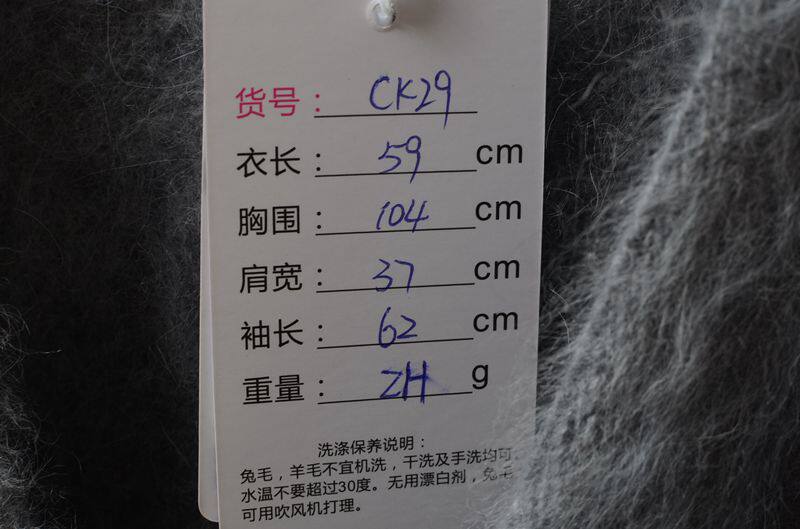 货号： CK29
衣长： 59 cm
胸围： 104 cm
肩宽： 37 cm
袖长： 62 cm
重量： ZH g
洗涤保养说明：
兔毛，羊毛不宜机洗，干洗及手洗均可
水温不要超过30度。无用漂白剂，兔毛
可用吹风机打理。